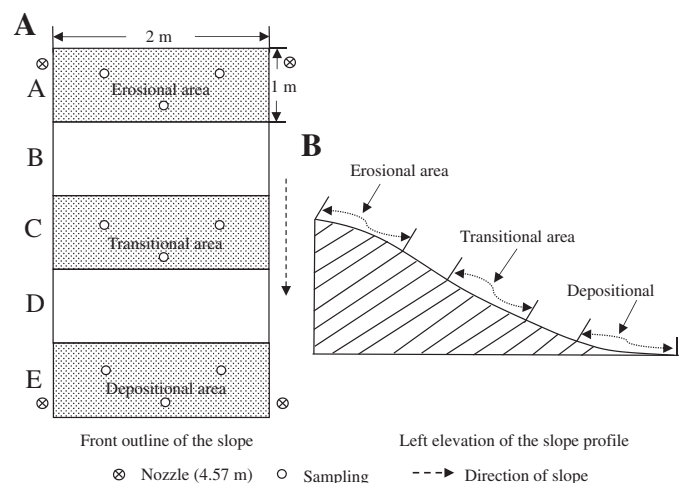 A
2 m
A
Erosional area
1 m
B
C
Transitional area
D
E
Depositional area
Front outline of the slope
B
Erosional area
Transitional area
Depositional
Left elevation of the slope profile
Nozzle (4.57 m)
Sampling
Direction of slope